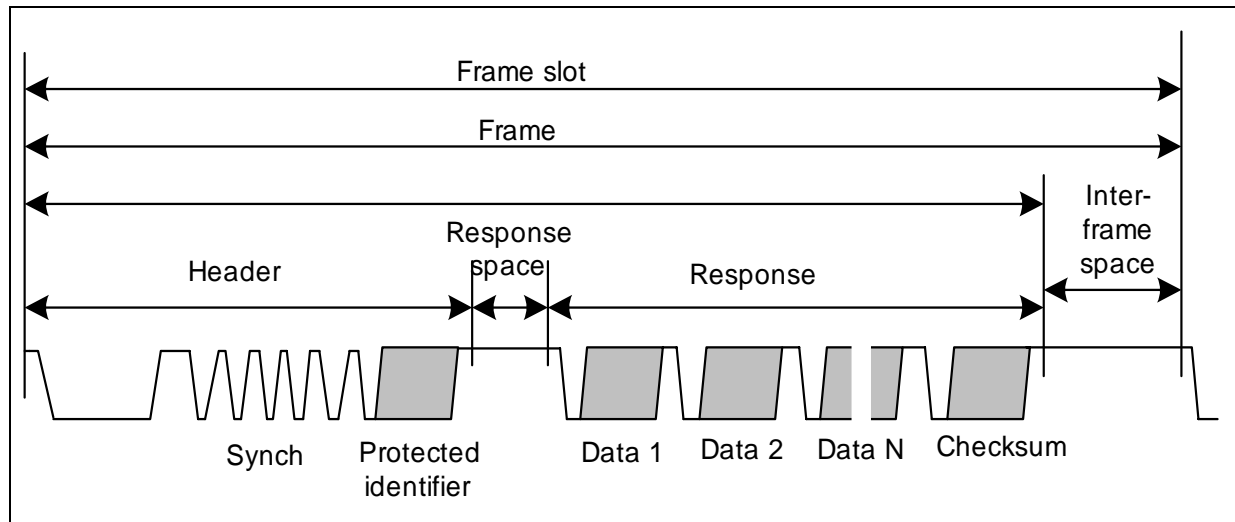 Frame slot
Frame
Inter-
frame
space
Response
space
Header
Response
Synch
Protected
identifier
Data 1
Data 2
Data N
Checksum